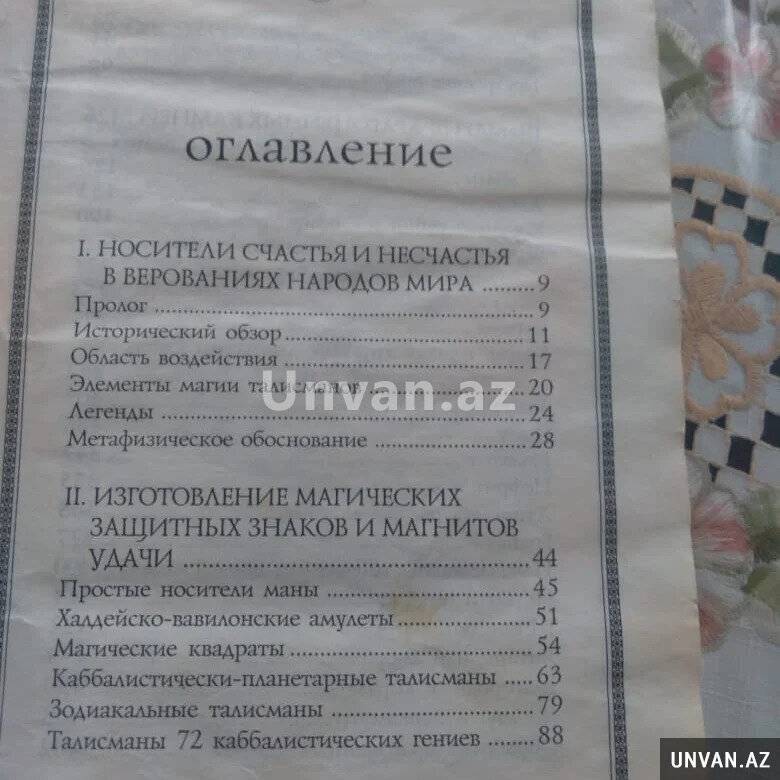 оглавление
I. НОСИТЕЛИ СЧАСТЬЯ И НЕСЧАСТЬЯ
В ВЕРОВАНИЯХ НАРОДОВ МИРА ......... 9
Пролог ................ 9
Исторический обзор ................ 11
Область воздействия ................ 17
Элементы магии талисманов ................ 20
Unvan.az
Легенды ................ 24
Метафизическое обоснование ................ 28
II. ИЗГОТОВЛЕНИЕ МАГИЧЕСКИХ
ЗАЩИТНЫХ ЗНАКОВ И МАГНИТОВ
УДАЧИ ................ 44
Простые носители маны ................ 45
Халдейско-вавилонские амулеты ................ 51
Магические квадраты ................ 54
Каббалистически-планетарные талисманы ..... 63
Зодиакальные талисманы ................ 79
Талисманы 72 каббалистических гениев ........ 88
UNVAN.AZ